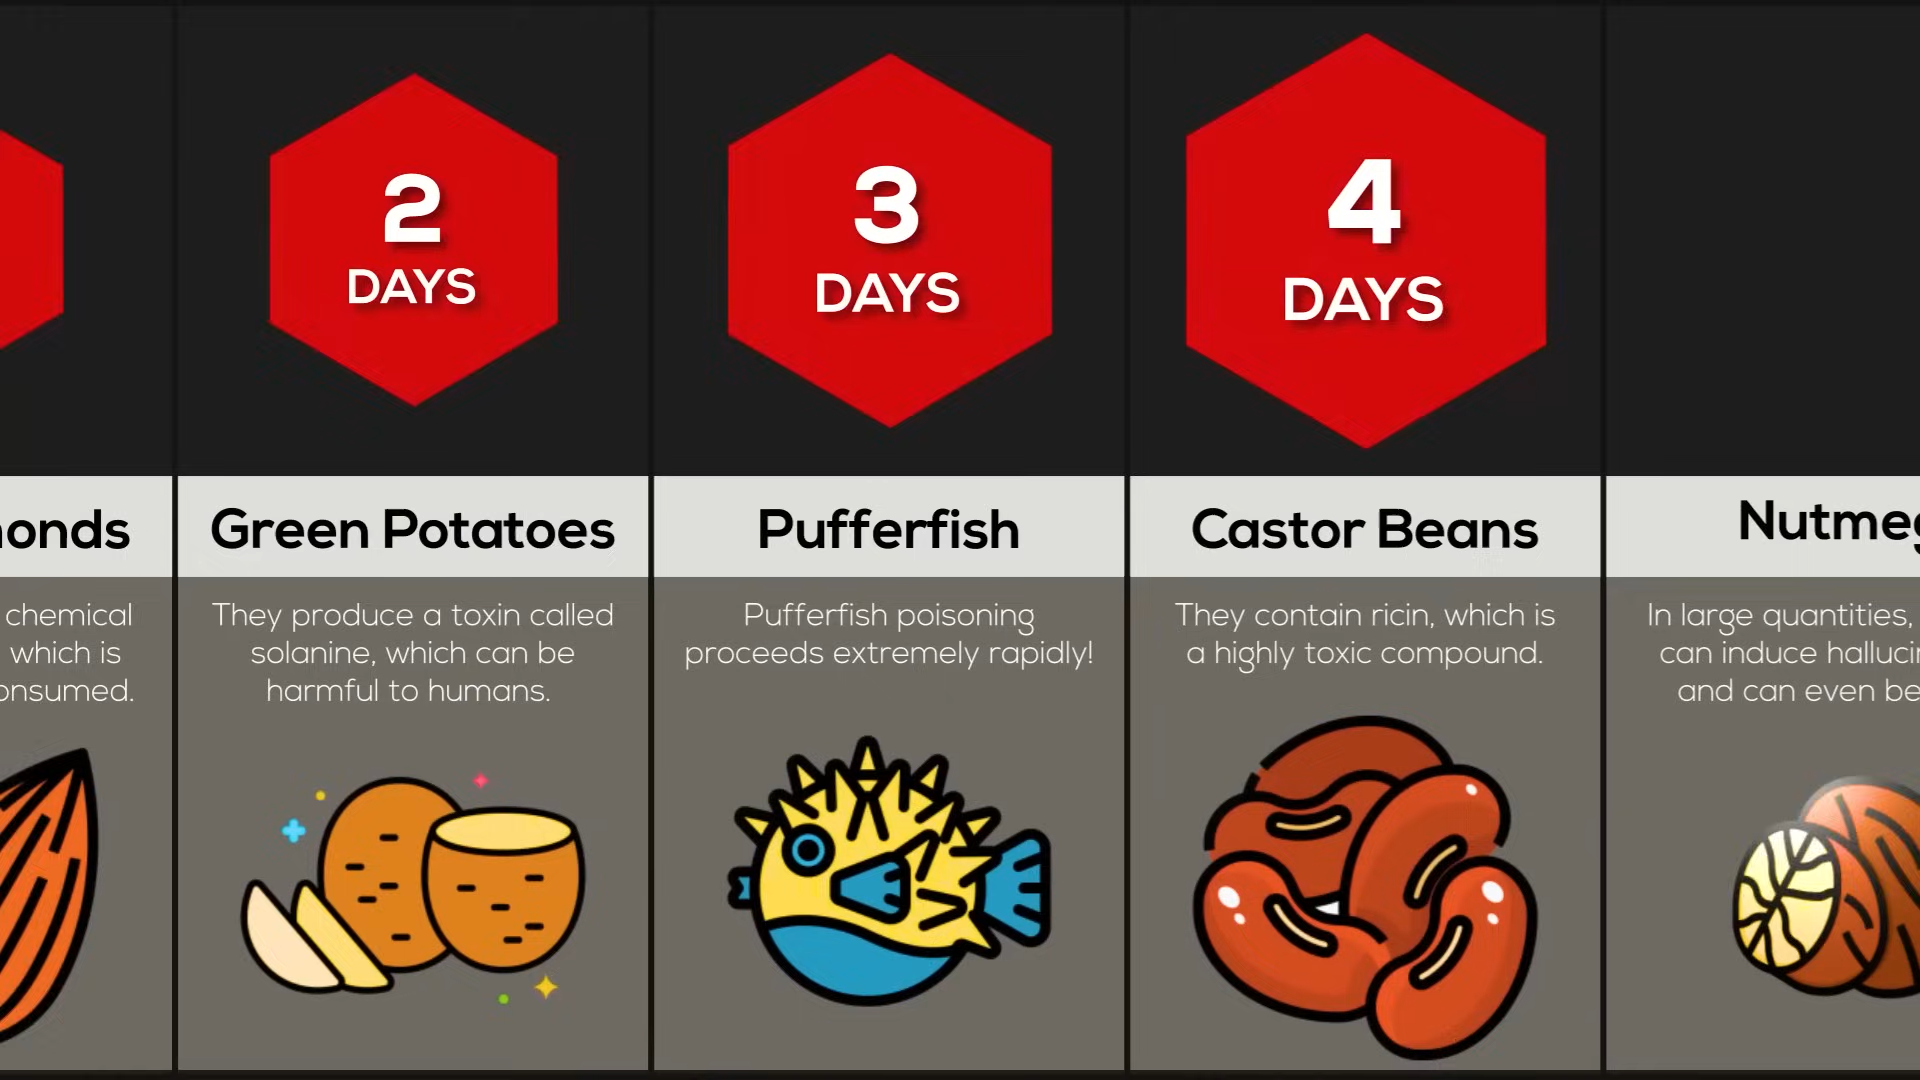 onds
chemical
which is
onsumed.
2
DAYS
Green Potatoes
They produce a toxin called
solanine, which can be
harmful to humans.
3
DAYS
Pufferfish
Pufferfish poisoning
proceeds extremely rapidly!
4
DAYS
Castor Beans
They contain ricin, which is
a highly toxic compound.
Nutmeg
In large quantities,
can induce halluci
and can even be